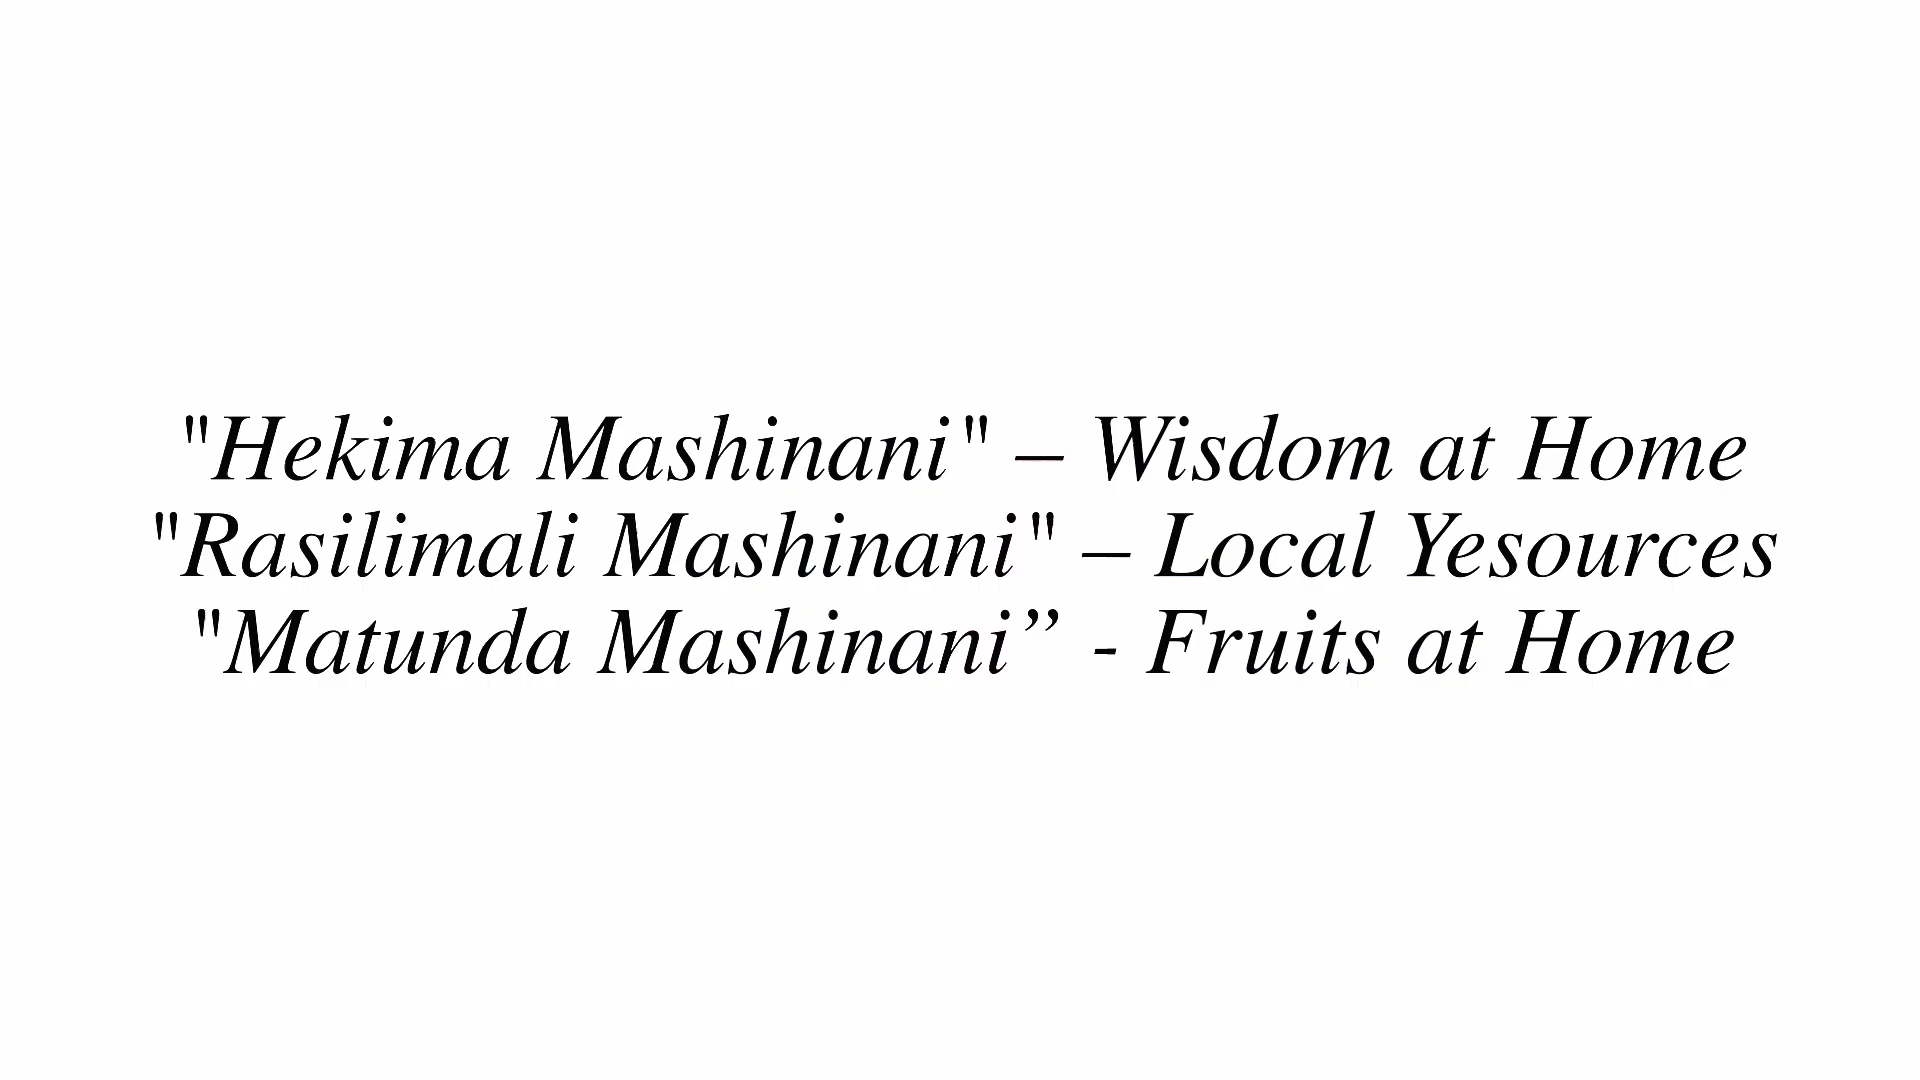 "Hekima Mashinani" – Wisdom at Home
"Rasilimali Mashinani" – Local Yesources
"Matunda Mashinani” - Fruits at Home